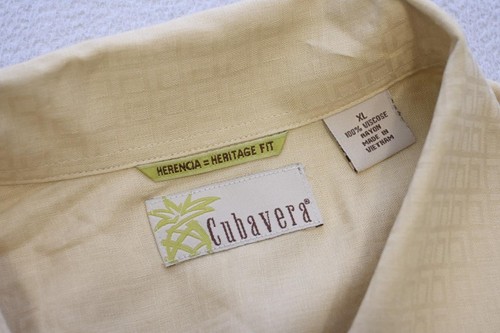 XL
100% VISCOSE
RAYON
MADE IN
VIETNAM
HERENCIA = HERITAGE FIT
Cubavera®